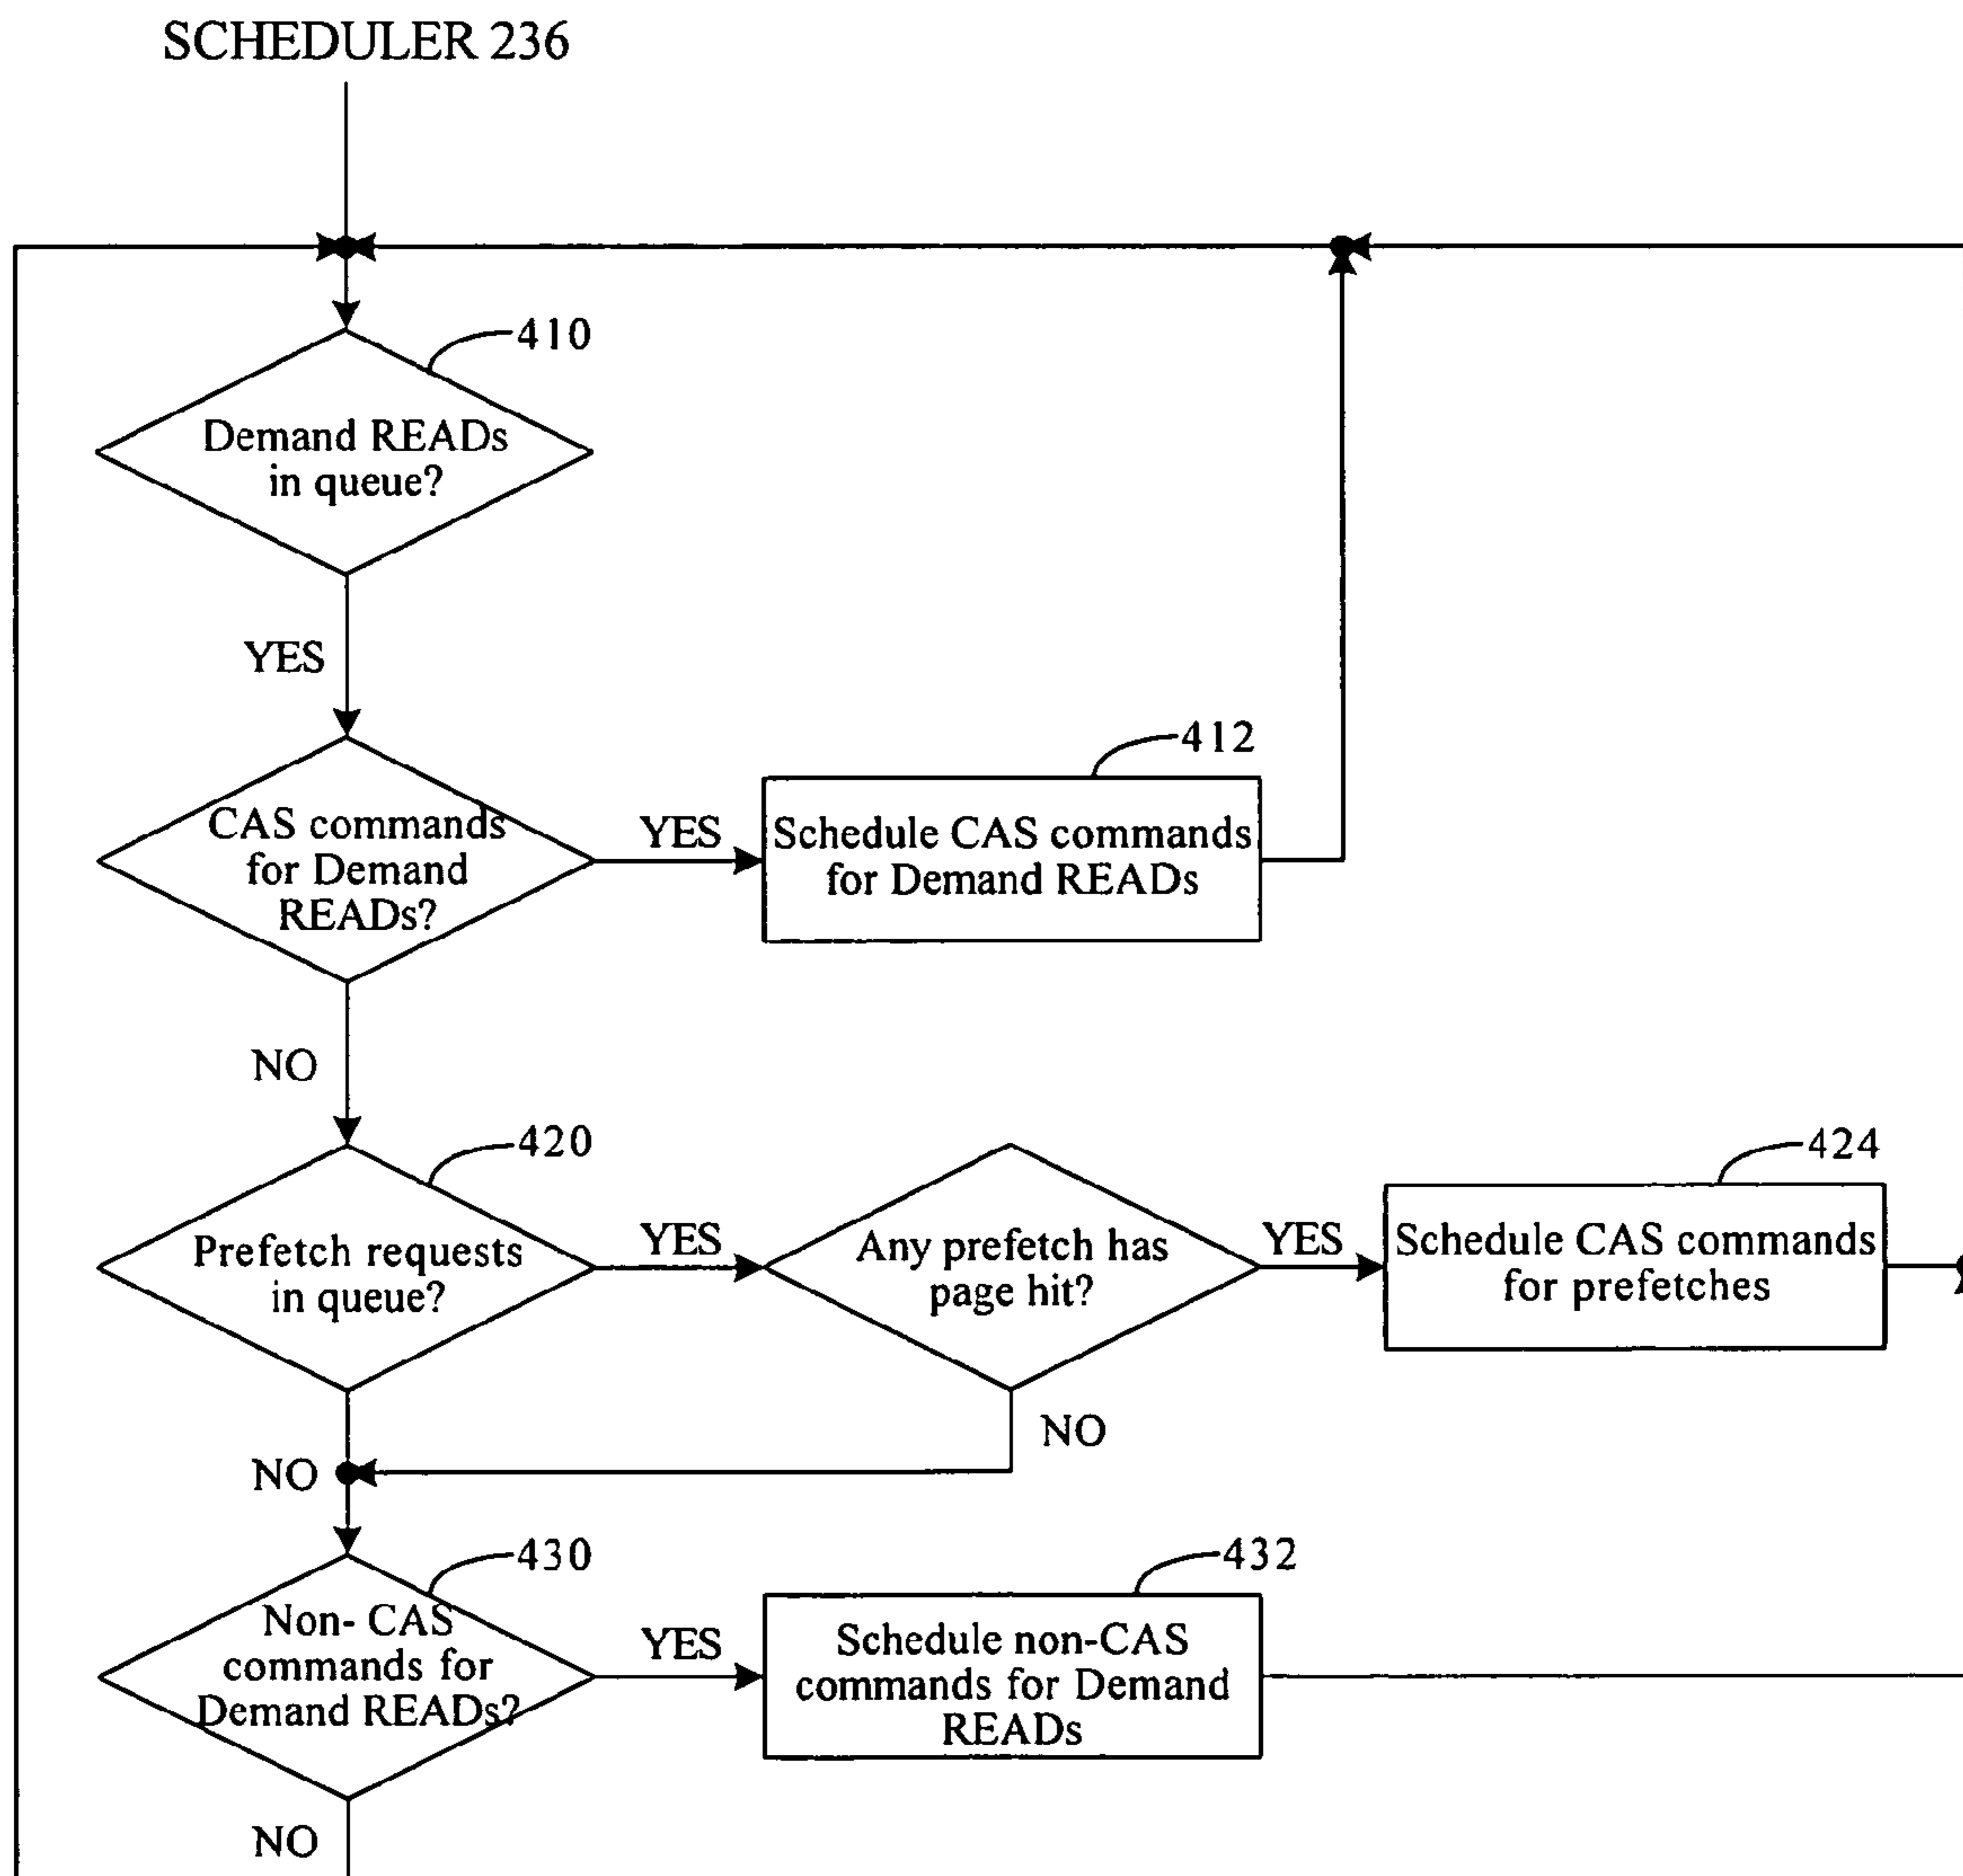 SCHEDULER 236
410
Demand READs
in queue?
YES
412
CAS commands
for Demand
READs?
YES
Schedule CAS commands
for Demand READs
NO
420
424
Prefetch requests
in queue?
YES
Any prefetch has
page hit?
YES
Schedule CAS commands
for prefetches
NO
NO
430
432
Non- CAS
commands for
Demand READs?
YES
Schedule non-CAS
commands for Demand
READs
NO